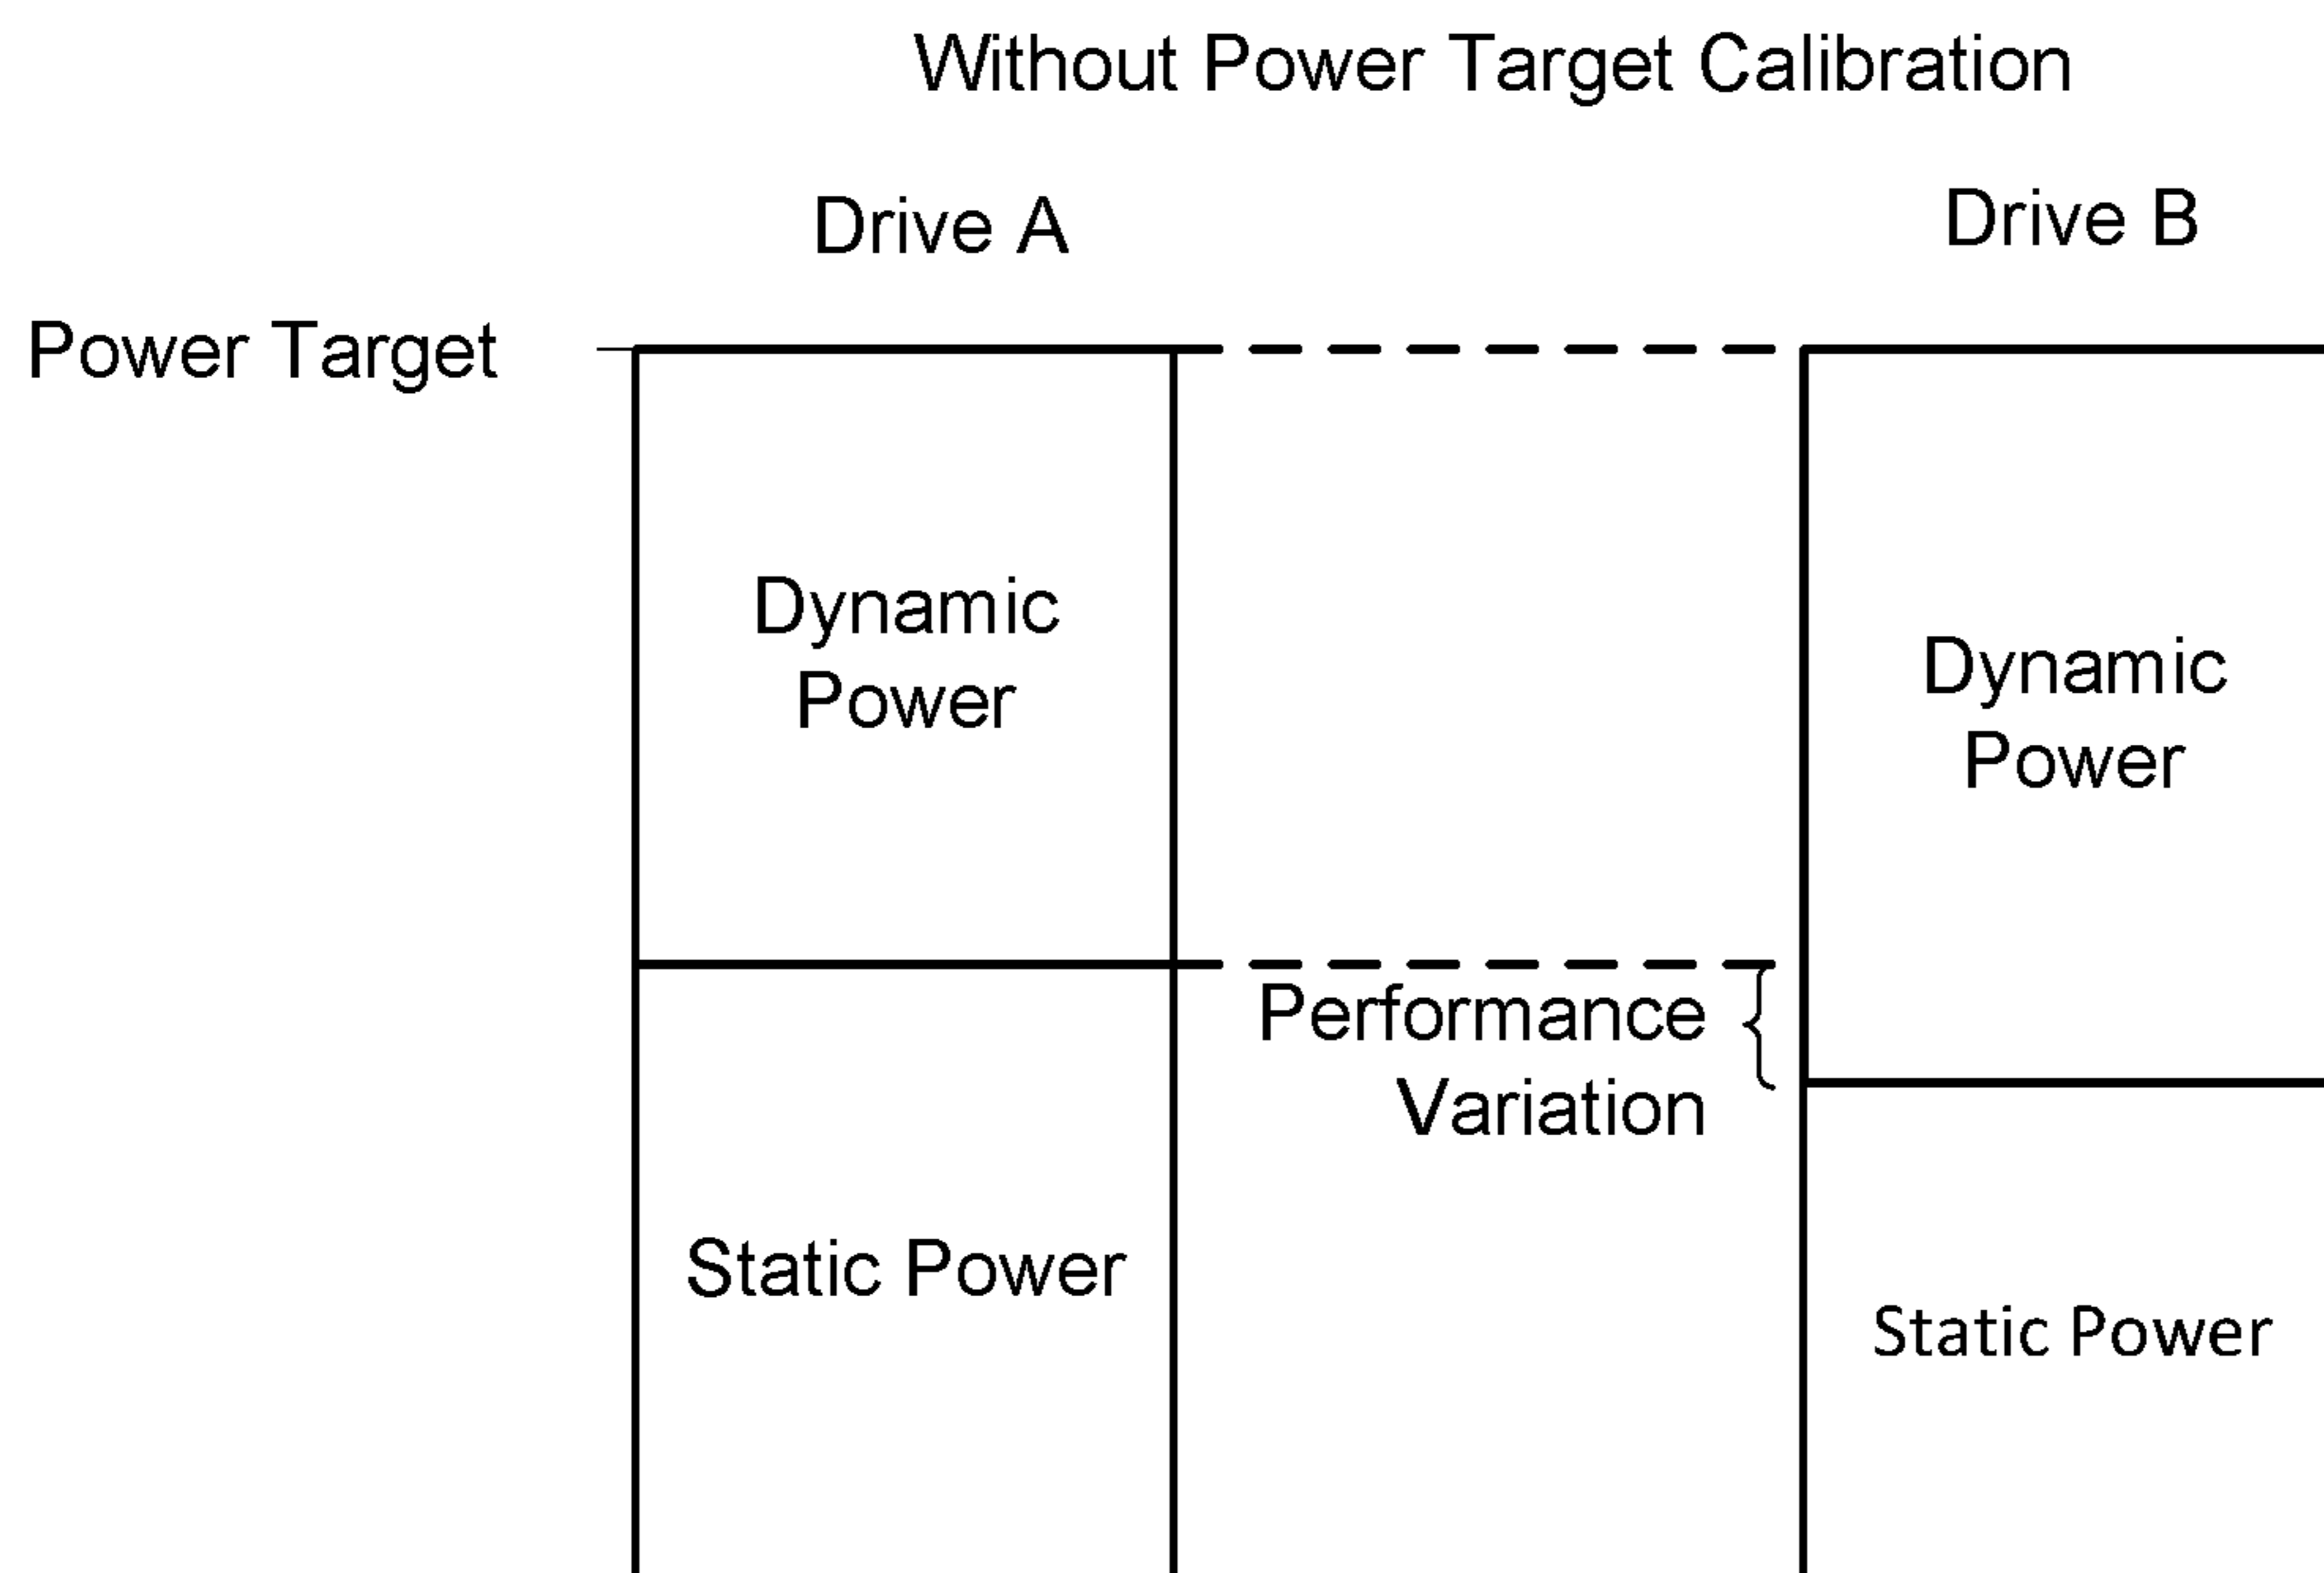 Without Power Target Calibration
Drive A
Drive B
Power Target
Dynamic
Power
Dynamic
Power
Performance
Variation
Static Power
Static Power